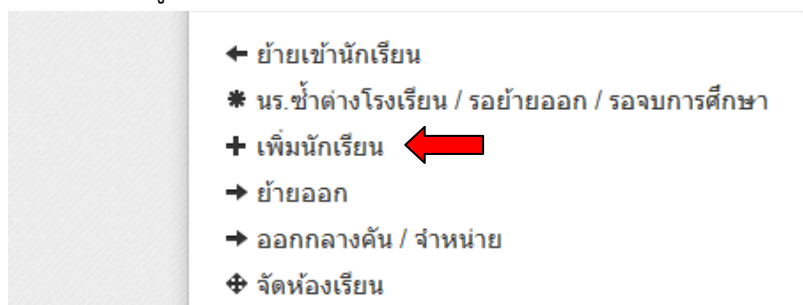 ย้ายเข้านักเรียน
นร.ซ้ำต่างโรงเรียน / รอย้ายออก / รอจบการศึกษา
เพิ่มนักเรียน
ย้ายออก
ออกกลางคัน / จำหน่าย
จัดห้องเรียน